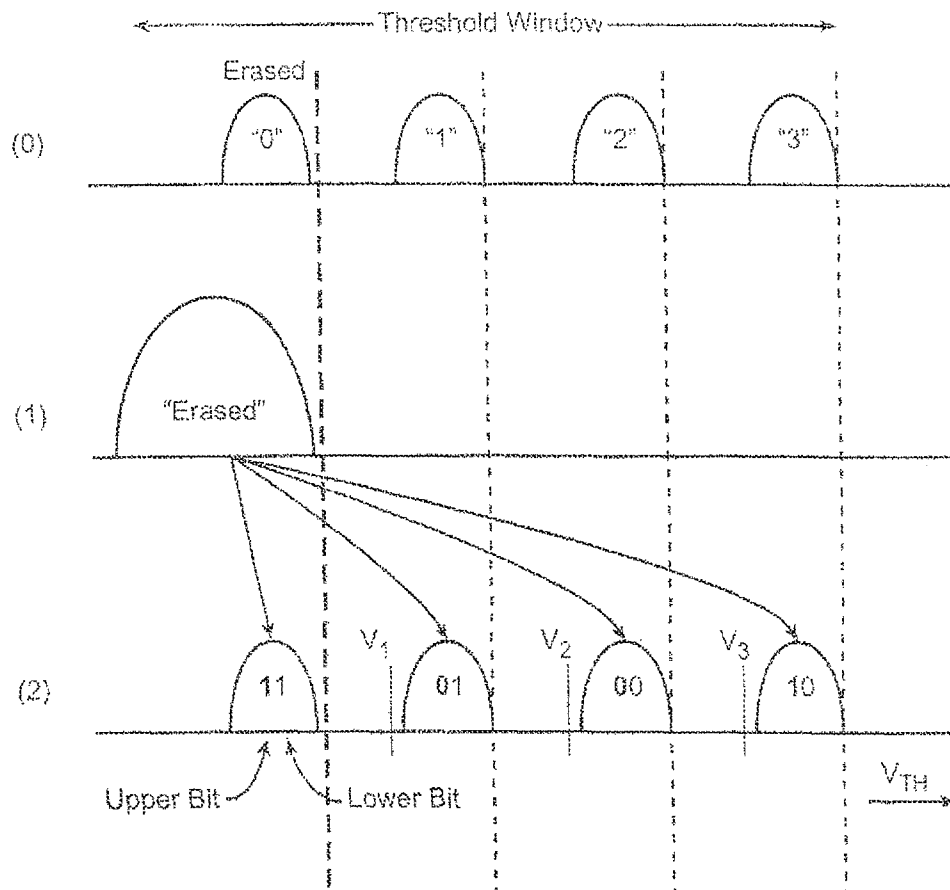 Threshold Window
Erased
(0) "0" "1" "2" "3"
(1) "Erased"
V1 V2 V3
(2) 11 01 00 10
Upper Bit Lower Bit
VTH